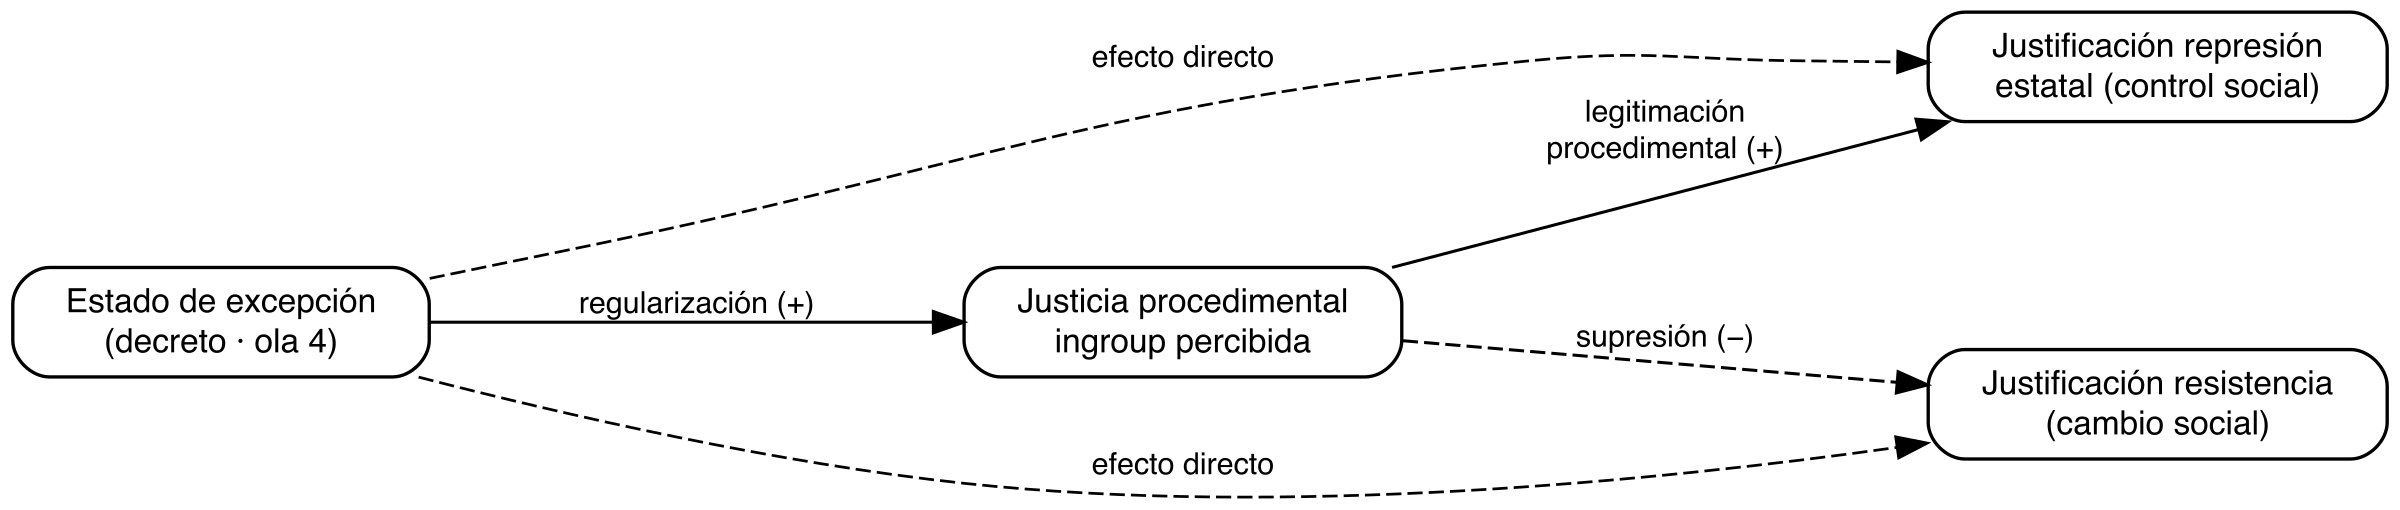 efecto directo
Justificación represión
estatal (control social)
legitimación
procedimental (+)
Estado de excepción
(decreto · ola 4)
regularización (+)
Justicia procedimental
ingroup percibida
supresión (−)
Justificación resistencia
(cambio social)
efecto directo